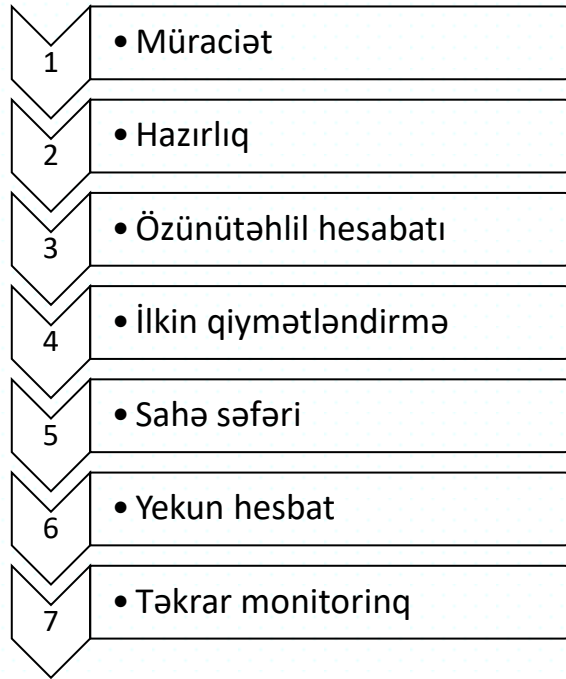 1 • Müraciət
2 • Hazırlıq
3 • Özünütəhlil hesabatı
4 • İlkin qiymətləndirmə
5 • Sahə səfəri
6 • Yekun hesbat
7 • Təkrar monitorinq